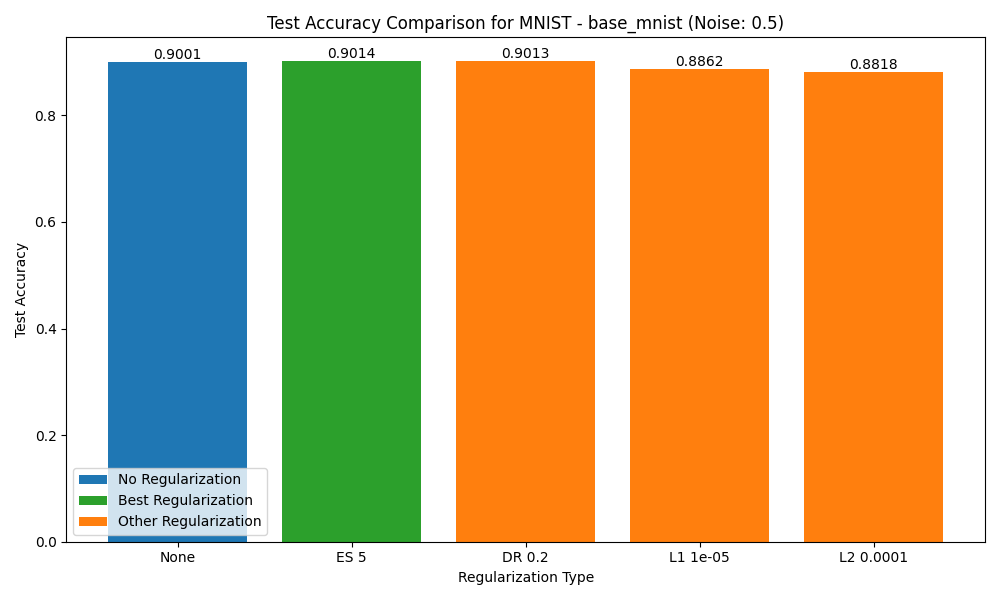 Test Accuracy Comparison for MNIST - base_mnist (Noise: 0.5)
0.9001
0.9014
0.9013
0.8862
0.8818
0.8
0.6
0.4
0.2
0.0
Test Accuracy
No Regularization
Best Regularization
Other Regularization
None
ES 5
DR 0.2
L1 1e-05
L2 0.0001
Regularization Type